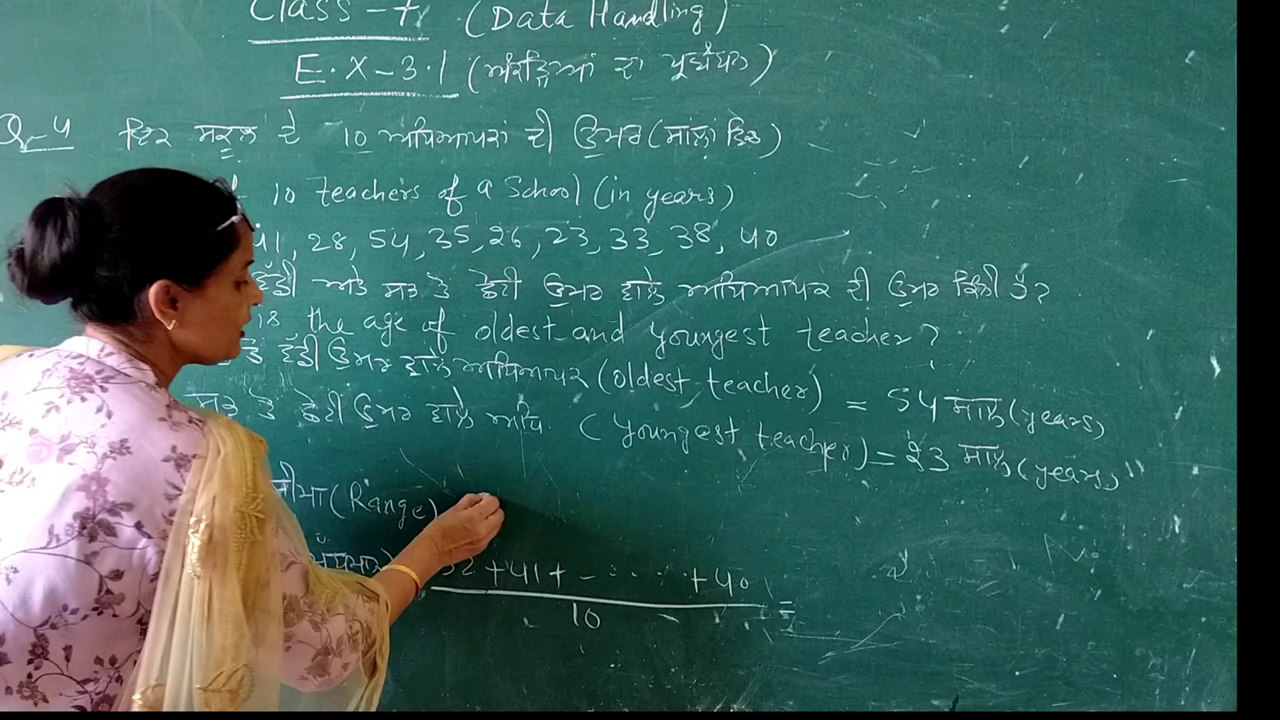 Class-7 (Data Handling)
E.X-3.1 (ਅੰਕੜਿਆਂ ਦਾ ਪ੍ਰਬੰਧਨ)
Q-4 ਇਕ ਸਕੂਲ ਦੇ 10 ਅਧਿਆਪਕਾਂ ਦੀ ਉਮਰ (ਸਾਲਾਂ ਵਿਚ)
10 teachers of a School (in years)
41, 28, 54, 35, 26, 23, 33, 38, 40
ਵੱਡੀ ਅਤੇ ਸਭ ਤੋਂ ਛੋਟੀ ਉਮਰ ਵਾਲੇ ਅਧਿਆਪਕ ਦੀ ਉਮਰ ਕਿੰਨੀ ਹੈ?
is the age of oldest and youngest teacher?
ਤੋਂ ਵੱਡੀ ਉਮਰ ਵਾਲੇ ਅਧਿਆਪਕ (oldest teacher) = 54 ਸਾਲ (years)
ਸਭ ਤੋਂ ਛੋਟੀ ਉਮਰ ਵਾਲੇ ਅਧਿ. (Youngest teacher) = 23 ਸਾਲ (years)
(Range)
+41+ - ..... +40 =
10